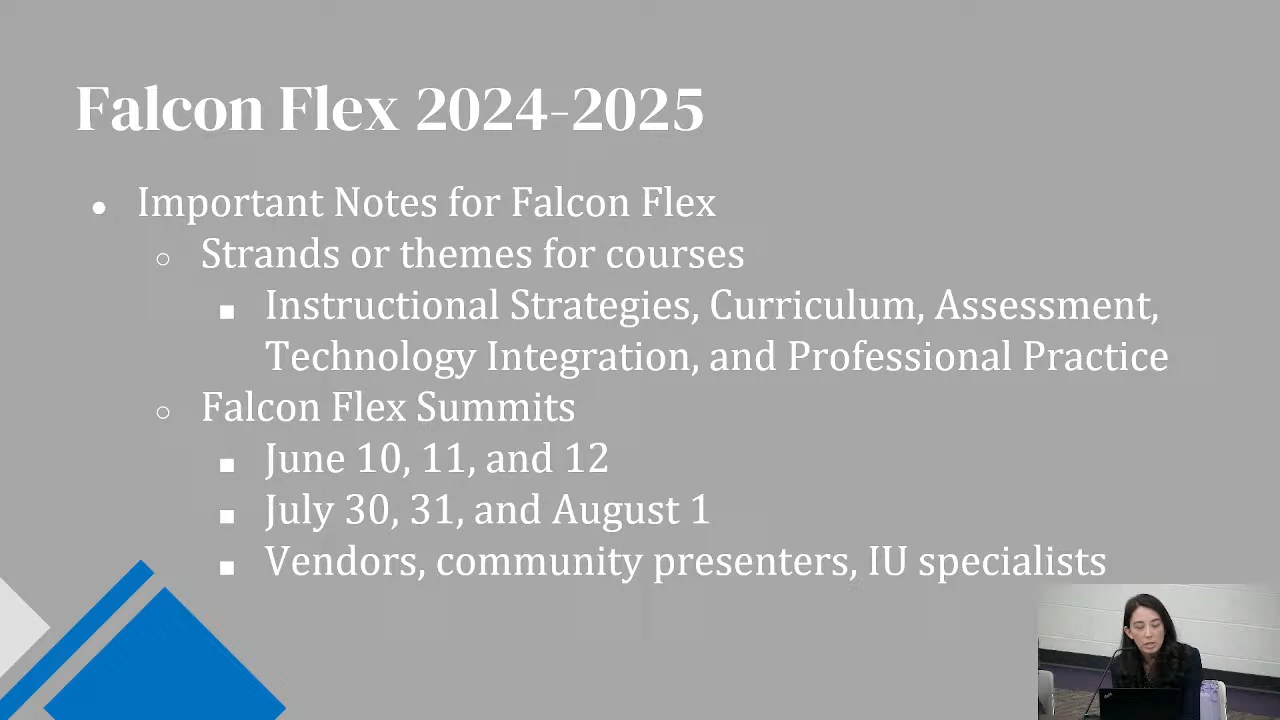 Falcon Flex 2024-2025
● Important Notes for Falcon Flex
○ Strands or themes for courses
■ Instructional Strategies, Curriculum, Assessment,
Technology Integration, and Professional Practice
○ Falcon Flex Summits
■ June 10, 11, and 12
■ July 30, 31, and August 1
■ Vendors, community presenters, IU specialists